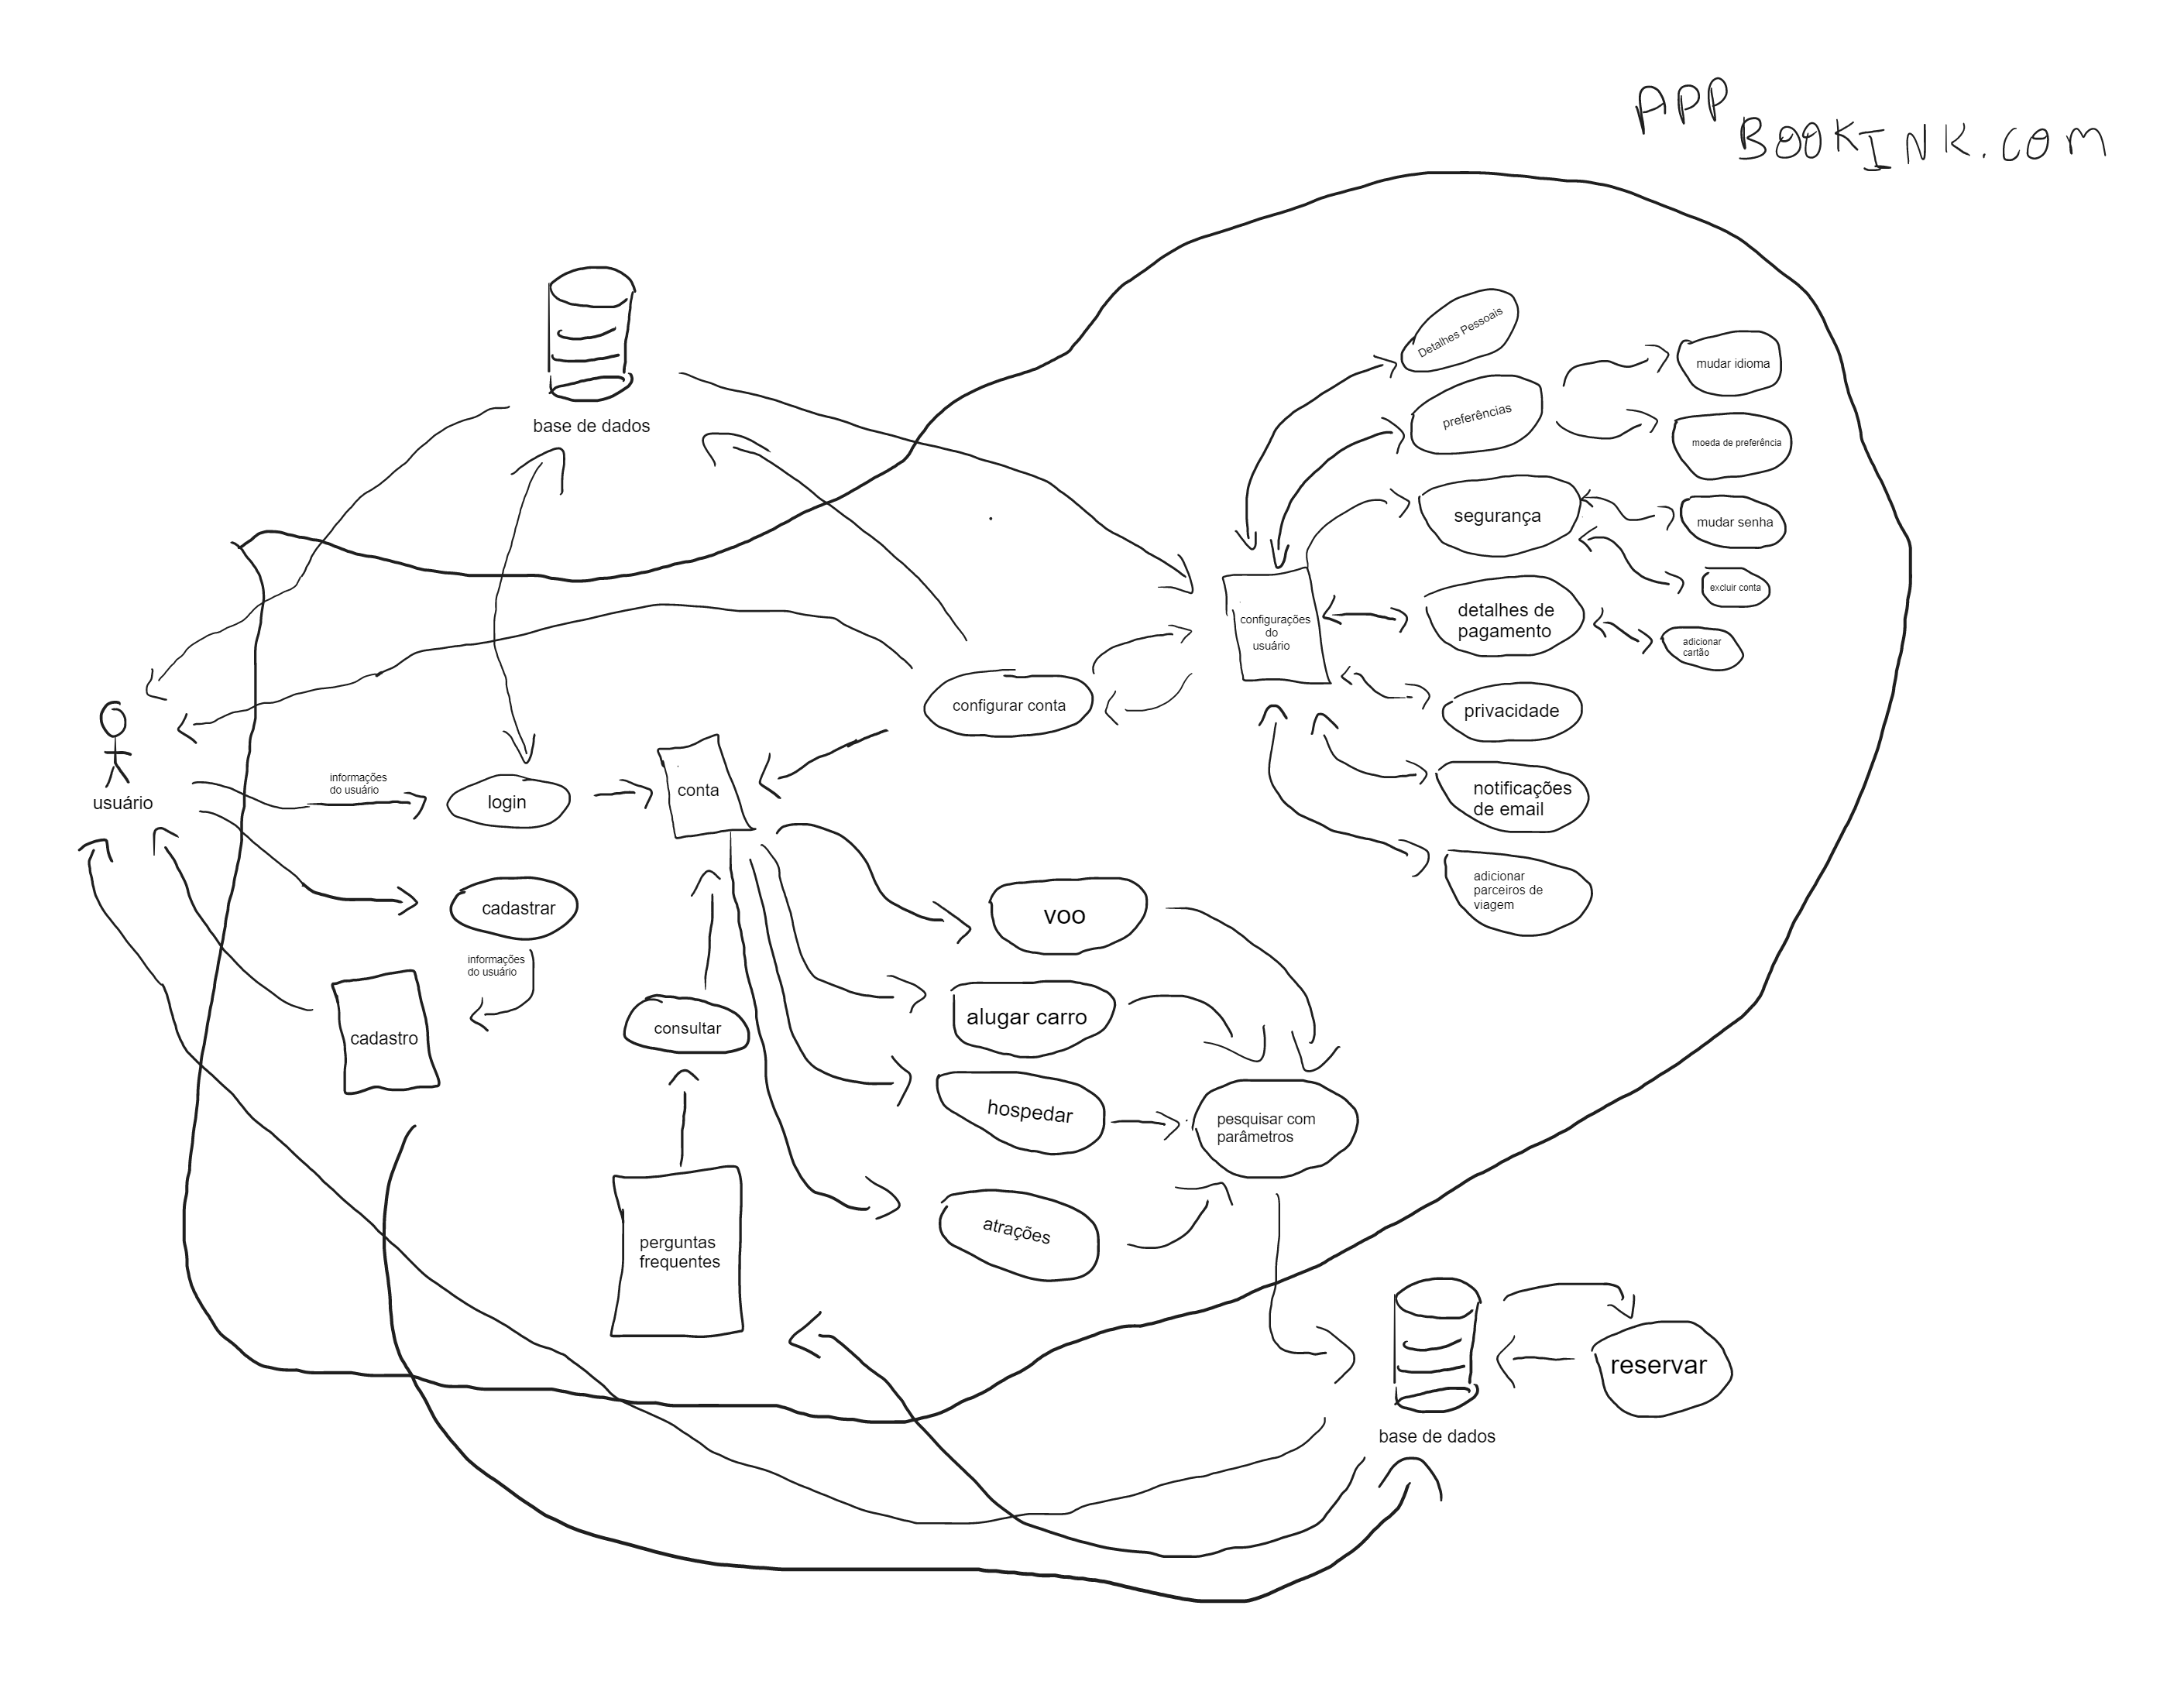 APP
BOOKINK.COM
base de dados
Detalhes Pessoais
preferências
mudar idioma
moeda de preferência
segurança
mudar senha
excluir conta
configurações
do
usuário
detalhes de
pagamento
adicionar
cartão
configurar conta
privacidade
usuário
informações
do usuário
login
conta
notificações
de email
adicionar
parceiros de
viagem
cadastrar
voo
informações
do usuário
cadastro
consultar
alugar carro
hospedar
pesquisar com
parâmetros
atrações
perguntas
frequentes
reservar
base de dados